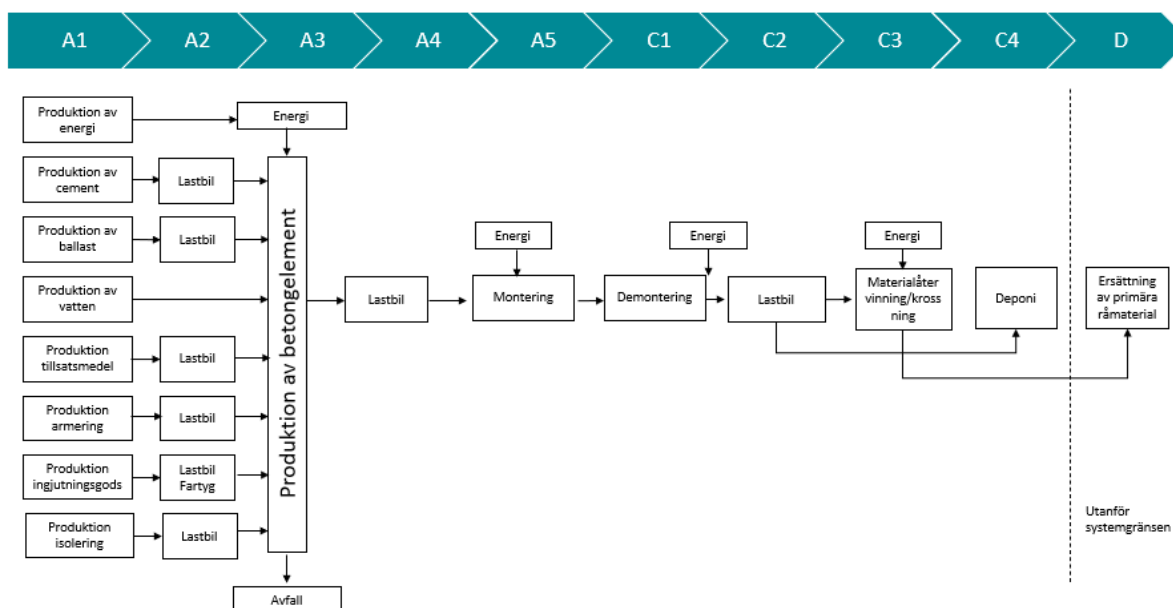 A1
A2
A3
A4
A5
C1
C2
C3
C4
D
Produktion av
energi
Energi
Produktion av
cement
Lastbil
Produktion av
ballast
Lastbil
Produktion av
vatten
Produktion
tillsatsmedel
Lastbil
Produktion
armering
Lastbil
Produktion
ingjutningsgods
Lastbil
Fartyg
Produktion
isolering
Lastbil
Produktion av betongelement
Avfall
Lastbil
Energi
Montering
Energi
Demontering
Lastbil
Energi
Materialåter
vinning/kross
ning
Deponi
Ersättning
av primära
råmaterial
Utanför
systemgränsen